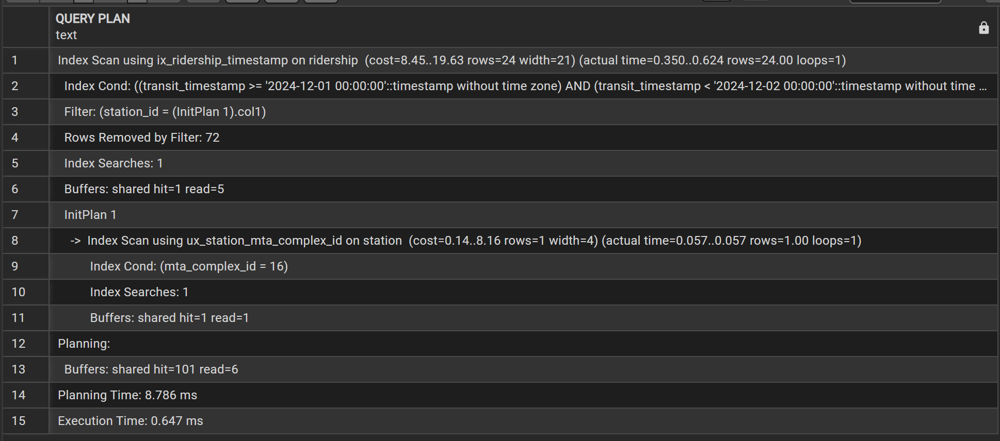 QUERY PLAN
text
1 Index Scan using ix_ridership_timestamp on ridership  (cost=8.45..19.63 rows=24 width=21) (actual time=0.350..0.624 rows=24.00 loops=1)
2 Index Cond: ((transit_timestamp >= '2024-12-01 00:00:00'::timestamp without time zone) AND (transit_timestamp < '2024-12-02 00:00:00'::timestamp without time ...
3 Filter: (station_id = (InitPlan 1).col1)
4 Rows Removed by Filter: 72
5 Index Searches: 1
6 Buffers: shared hit=1 read=5
7 InitPlan 1
8 ->  Index Scan using ux_station_mta_complex_id on station  (cost=0.14..8.16 rows=1 width=4) (actual time=0.057..0.057 rows=1.00 loops=1)
9 Index Cond: (mta_complex_id = 16)
10 Index Searches: 1
11 Buffers: shared hit=1 read=1
12 Planning:
13 Buffers: shared hit=101 read=6
14 Planning Time: 8.786 ms
15 Execution Time: 0.647 ms